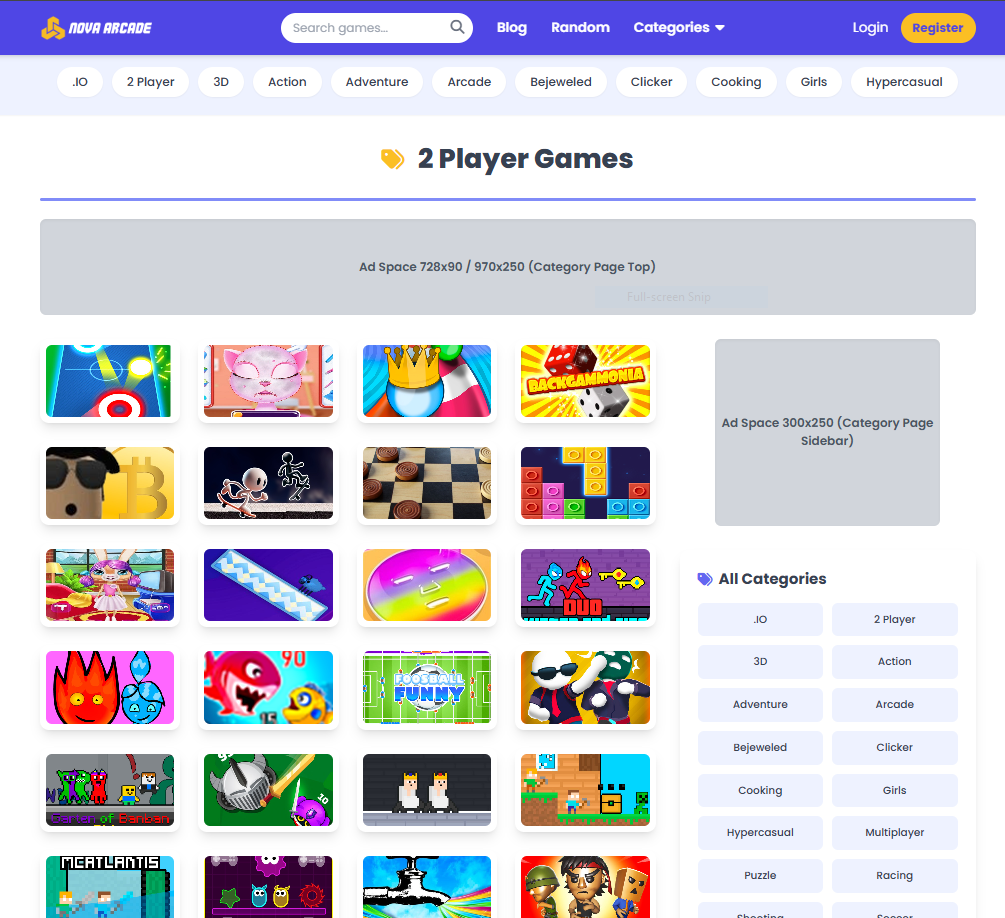 NOVA ARCADE
Search games...
Blog
Random
Categories
Login
Register
.IO
2 Player
3D
Action
Adventure
Arcade
Bejeweled
Clicker
Cooking
Girls
Hypercasual
2 Player Games
Ad Space 728x90 / 970x250 (Category Page Top)
Full-screen Snip
BACKGAMMONIA
Ad Space 300x250 (Category Page
Sidebar)
DUO
90
15
FOOSBALL
FUNNY
10
Garten of Banban
MCATLANTIS
All Categories
.IO
2 Player
3D
Action
Adventure
Arcade
Bejeweled
Clicker
Cooking
Girls
Hypercasual
Multiplayer
Puzzle
Racing
Shooting
Soccer